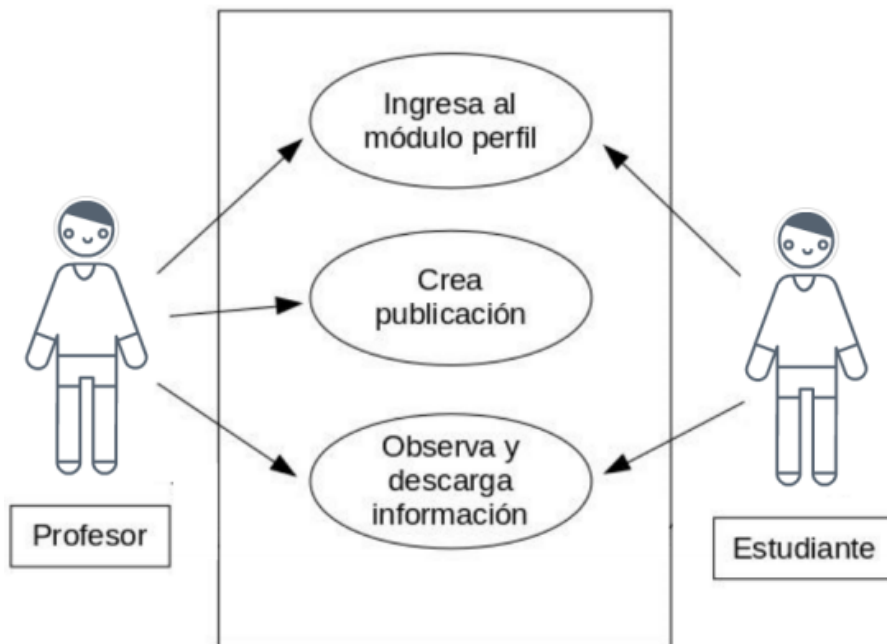 Ingresa al
módulo perfil
Crea
publicación
Observa y
descarga
información
Profesor
Estudiante